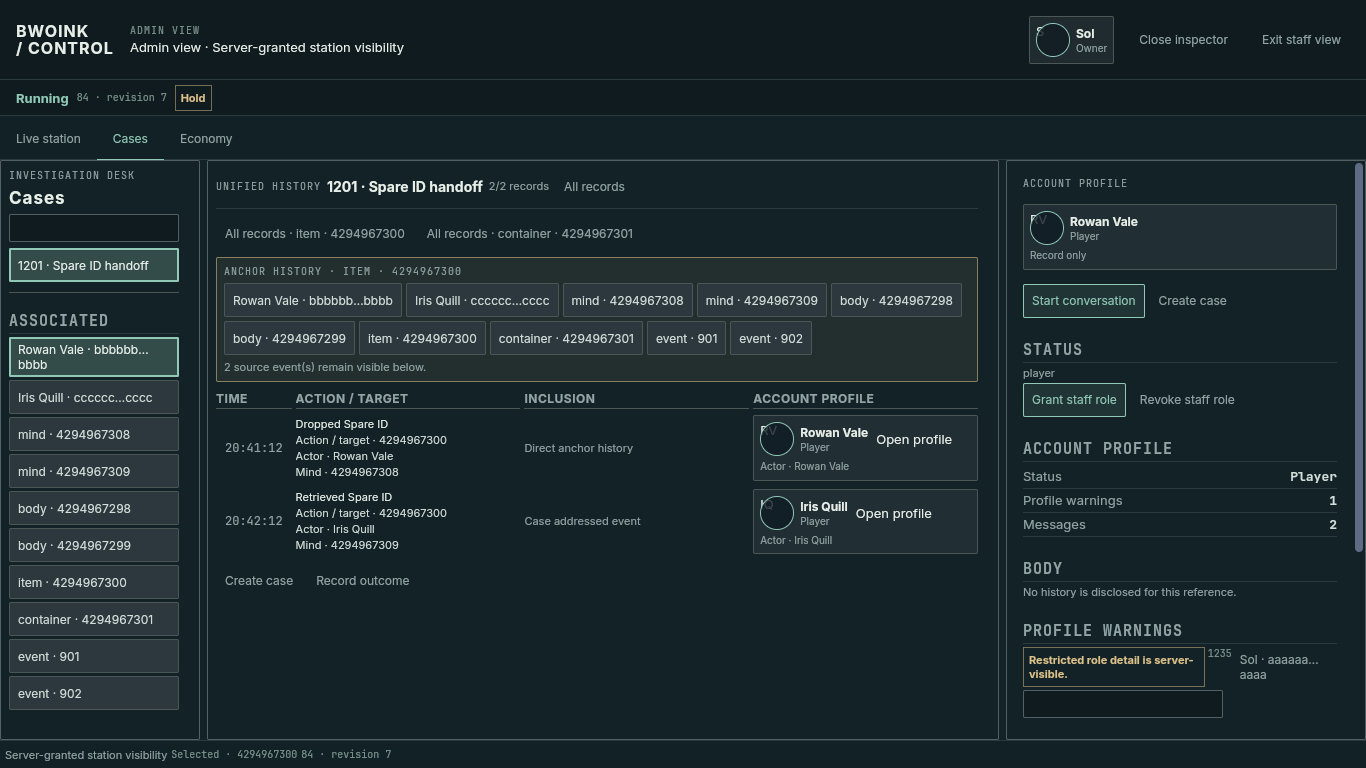 BWOINK
/ CONTROL
ADMIN VIEW
Admin view · Server-granted station visibility
Sol
Owner
Close inspector
Exit staff view
Running
84 · revision 7
Hold
Live station
Cases
Economy
INVESTIGATION DESK
Cases
1201 · Spare ID handoff
ASSOCIATED
Rowan Vale · bbbbbb…
bbbb
Iris Quill · cccccc…cccc
mind · 4294967308
mind · 4294967309
body · 4294967298
body · 4294967299
item · 4294967300
container · 4294967301
event · 901
event · 902
UNIFIED HISTORY
1201 · Spare ID handoff
2/2 records
All records
All records · item · 4294967300
All records · container · 4294967301
ANCHOR HISTORY · ITEM · 4294967300
Rowan Vale · bbbbbb…bbbb
Iris Quill · cccccc…cccc
mind · 4294967308
mind · 4294967309
body · 4294967298
body · 4294967299
item · 4294967300
container · 4294967301
event · 901
event · 902
2 source event(s) remain visible below.
TIME
ACTION / TARGET
INCLUSION
ACCOUNT PROFILE
20:41:12
Dropped Spare ID
Action / target · 4294967300
Actor · Rowan Vale
Mind · 4294967308
Direct anchor history
RV
Rowan Vale
Player
Open profile
Actor · Rowan Vale
20:42:12
Retrieved Spare ID
Action / target · 4294967300
Actor · Iris Quill
Mind · 4294967309
Case addressed event
IQ
Iris Quill
Player
Open profile
Actor · Iris Quill
Create case
Record outcome
ACCOUNT PROFILE
RV
Rowan Vale
Player
Record only
Start conversation
Create case
STATUS
player
Grant staff role
Revoke staff role
ACCOUNT PROFILE
Status
Player
Profile warnings
1
Messages
2
BODY
No history is disclosed for this reference.
PROFILE WARNINGS
Restricted role detail is server-
visible.
1235
Sol · aaaaaa…
aaaa
Server-granted station visibility
Selected · 4294967300
84 · revision 7